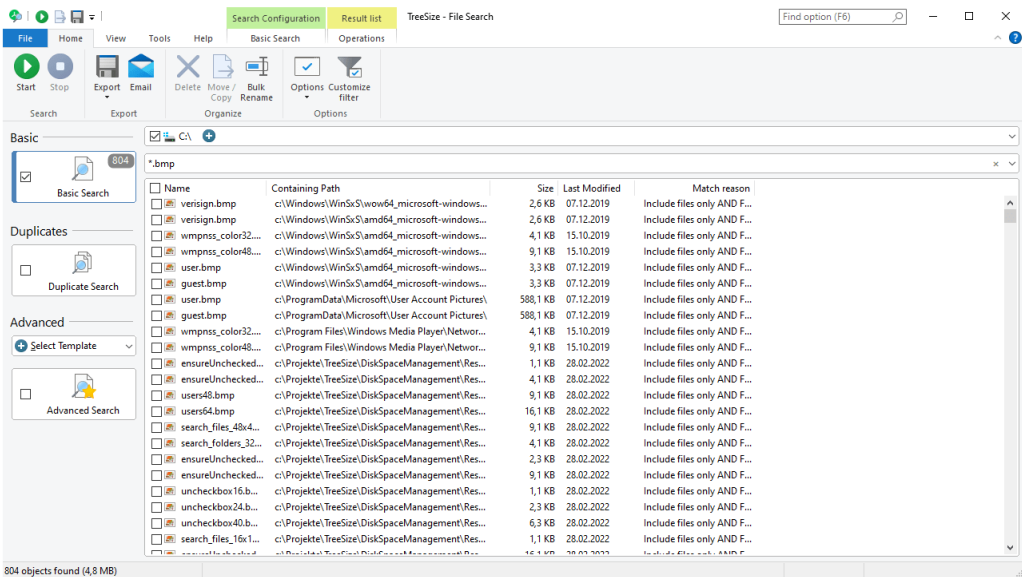 Search Configuration Result list TreeSize - File Search Find option (F6)
File Home View Tools Help Basic Search Operations
Start Stop Export Email Delete Move / Copy Bulk Rename Options Customize filter
Search Export Organize Options
Basic
C:\
*.bmp
804
Basic Search
Duplicates
Duplicate Search
Advanced
Select Template
Advanced Search
Name Containing Path Size Last Modified Match reason
verisign.bmp c:\Windows\WinSxS\wow64_microsoft-windows... 2,6 KB 07.12.2019 Include files only AND F...
verisign.bmp c:\Windows\WinSxS\amd64_microsoft-windows... 2,6 KB 07.12.2019 Include files only AND F...
wmpnss_color32.... c:\Windows\WinSxS\amd64_microsoft-windows... 4,1 KB 15.10.2019 Include files only AND F...
wmpnss_color48.... c:\Windows\WinSxS\amd64_microsoft-windows... 9,1 KB 15.10.2019 Include files only AND F...
user.bmp c:\Windows\WinSxS\amd64_microsoft-windows... 3,3 KB 07.12.2019 Include files only AND F...
guest.bmp c:\Windows\WinSxS\amd64_microsoft-windows... 3,3 KB 07.12.2019 Include files only AND F...
user.bmp c:\ProgramData\Microsoft\User Account Pictures\ 588,1 KB 07.12.2019 Include files only AND F...
guest.bmp c:\ProgramData\Microsoft\User Account Pictures\ 588,1 KB 07.12.2019 Include files only AND F...
wmpnss_color32.... c:\Program Files\Windows Media Player\Networ... 4,1 KB 15.10.2019 Include files only AND F...
wmpnss_color48.... c:\Program Files\Windows Media Player\Networ... 9,1 KB 15.10.2019 Include files only AND F...
ensureUnchecked... c:\Projekte\TreeSize\DiskSpaceManagement\Res... 1,1 KB 28.02.2022 Include files only AND F...
ensureUnchecked... c:\Projekte\TreeSize\DiskSpaceManagement\Res... 4,1 KB 28.02.2022 Include files only AND F...
users48.bmp c:\Projekte\TreeSize\DiskSpaceManagement\Res... 9,1 KB 28.02.2022 Include files only AND F...
users64.bmp c:\Projekte\TreeSize\DiskSpaceManagement\Res... 16,1 KB 28.02.2022 Include files only AND F...
search_files_48x4... c:\Projekte\TreeSize\DiskSpaceManagement\Res... 9,1 KB 28.02.2022 Include files only AND F...
search_folders_32... c:\Projekte\TreeSize\DiskSpaceManagement\Res... 4,1 KB 28.02.2022 Include files only AND F...
ensureUnchecked... c:\Projekte\TreeSize\DiskSpaceManagement\Res... 2,3 KB 28.02.2022 Include files only AND F...
ensureUnchecked... c:\Projekte\TreeSize\DiskSpaceManagement\Res... 9,1 KB 28.02.2022 Include files only AND F...
uncheckbox16.b... c:\Projekte\TreeSize\DiskSpaceManagement\Res... 1,1 KB 28.02.2022 Include files only AND F...
uncheckbox24.b... c:\Projekte\TreeSize\DiskSpaceManagement\Res... 2,3 KB 28.02.2022 Include files only AND F...
uncheckbox40.b... c:\Projekte\TreeSize\DiskSpaceManagement\Res... 6,3 KB 28.02.2022 Include files only AND F...
search_files_16x1... c:\Projekte\TreeSize\DiskSpaceManagement\Res... 1,1 KB 28.02.2022 Include files only AND F...
804 objects found (4,8 MB)